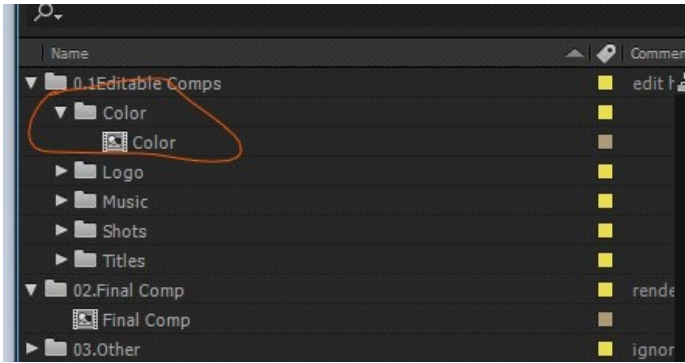 Name Commen
0.1Editable Comps edit h
Color
Color
Logo
Music
Shots
Titles
02.Final Comp rende
Final Comp
03.Other ignor